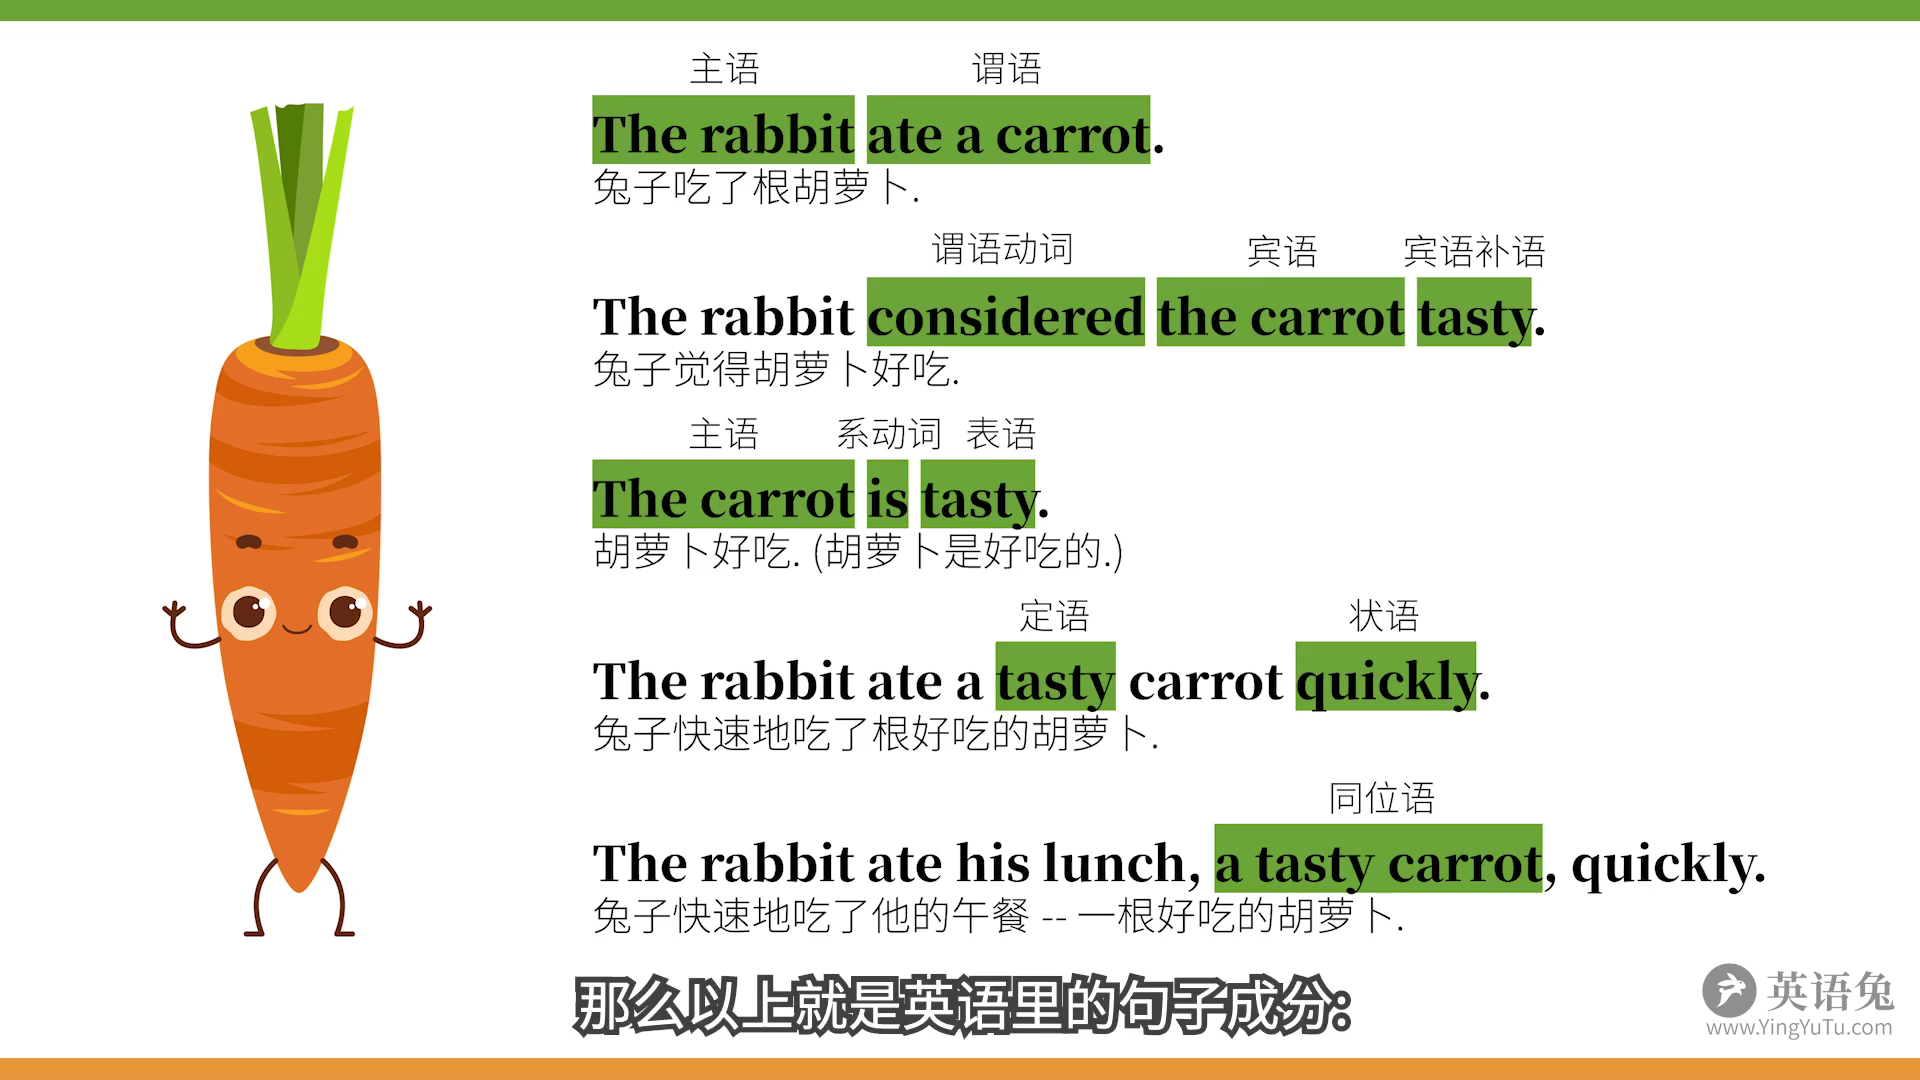 主语 谓语
The rabbit ate a carrot.
兔子吃了根胡萝卜.
谓语动词 宾语 宾语补语
The rabbit considered the carrot tasty.
兔子觉得胡萝卜好吃.
主语 系动词 表语
The carrot is tasty.
胡萝卜好吃. (胡萝卜是好吃的.)
定语 状语
The rabbit ate a tasty carrot quickly.
兔子快速地吃了根好吃的胡萝卜.
同位语
The rabbit ate his lunch, a tasty carrot, quickly.
兔子快速地吃了他的午餐 -- 一根好吃的胡萝卜.
那么以上就是英语里的句子成分:
英语兔
www.YingYuTu.com